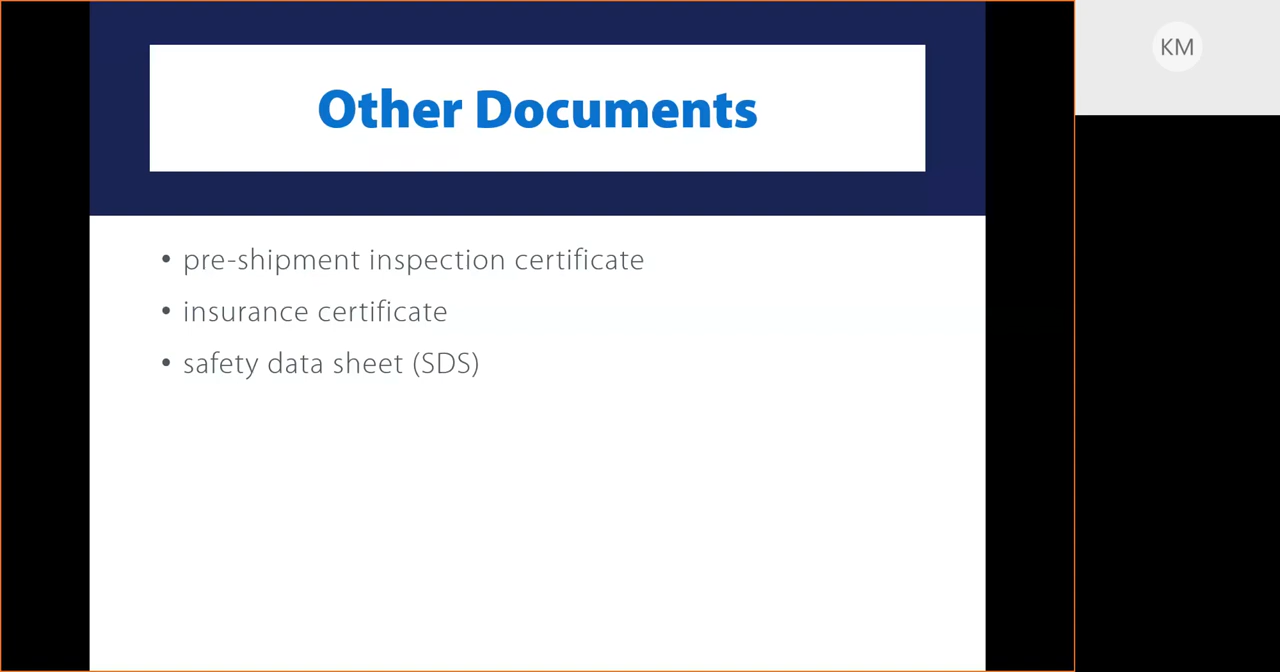 Other Documents
KM
• pre-shipment inspection certificate
• insurance certificate
• safety data sheet (SDS)